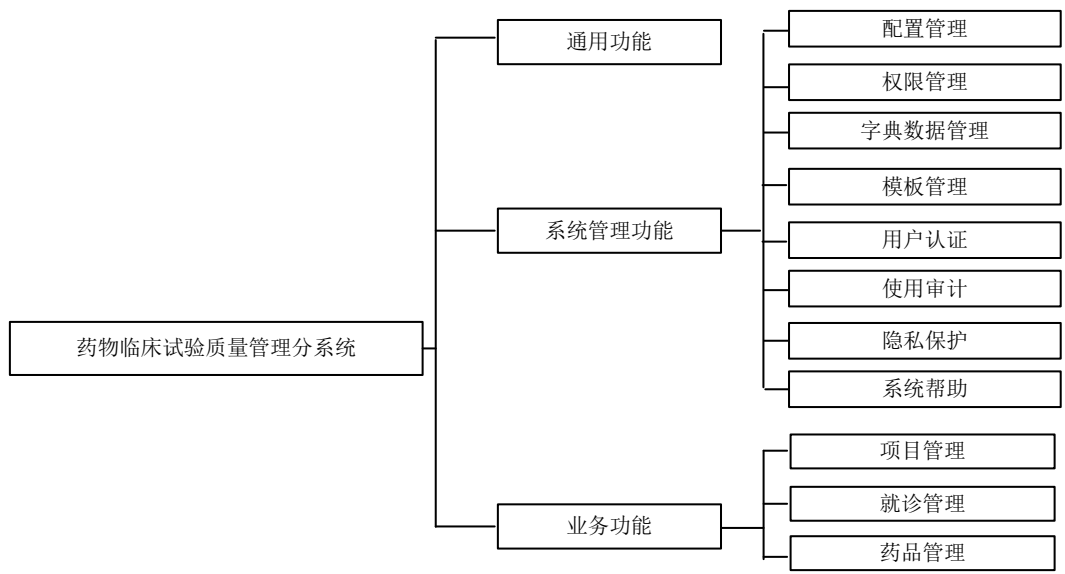 通用功能
配置管理
权限管理
字典数据管理
模板管理
系统管理功能
用户认证
使用审计
药物临床试验质量管理分系统
隐私保护
系统帮助
项目管理
就诊管理
业务功能
药品管理